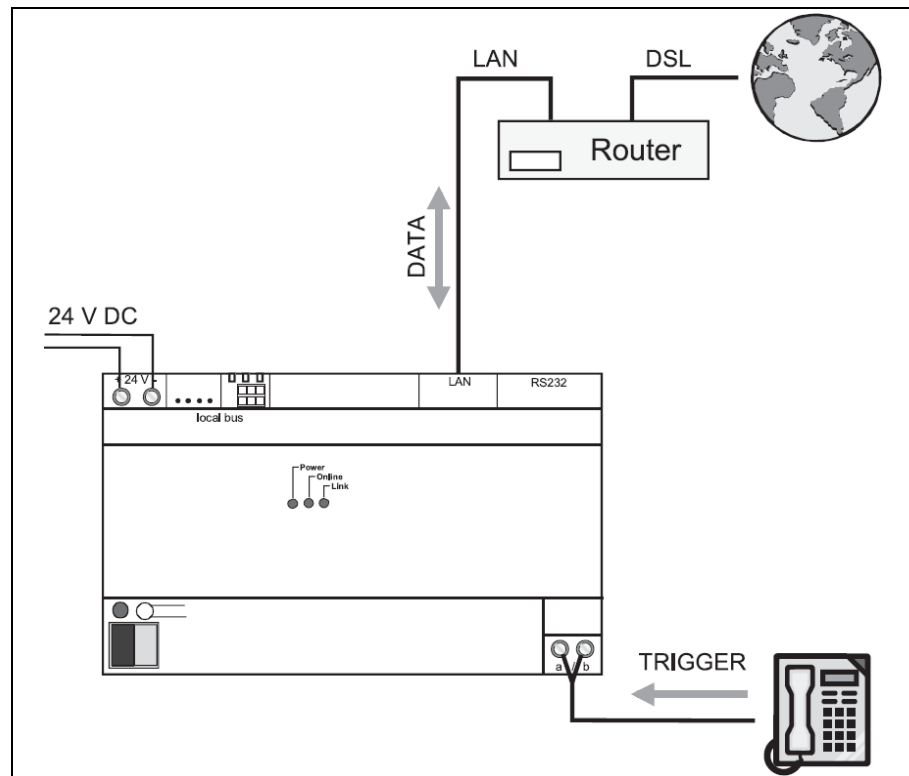 LAN
DSL
Router
DATA
24 V DC
+ 24 V -
LAN
RS232
local bus
Power
Online
Link
a / b
TRIGGER